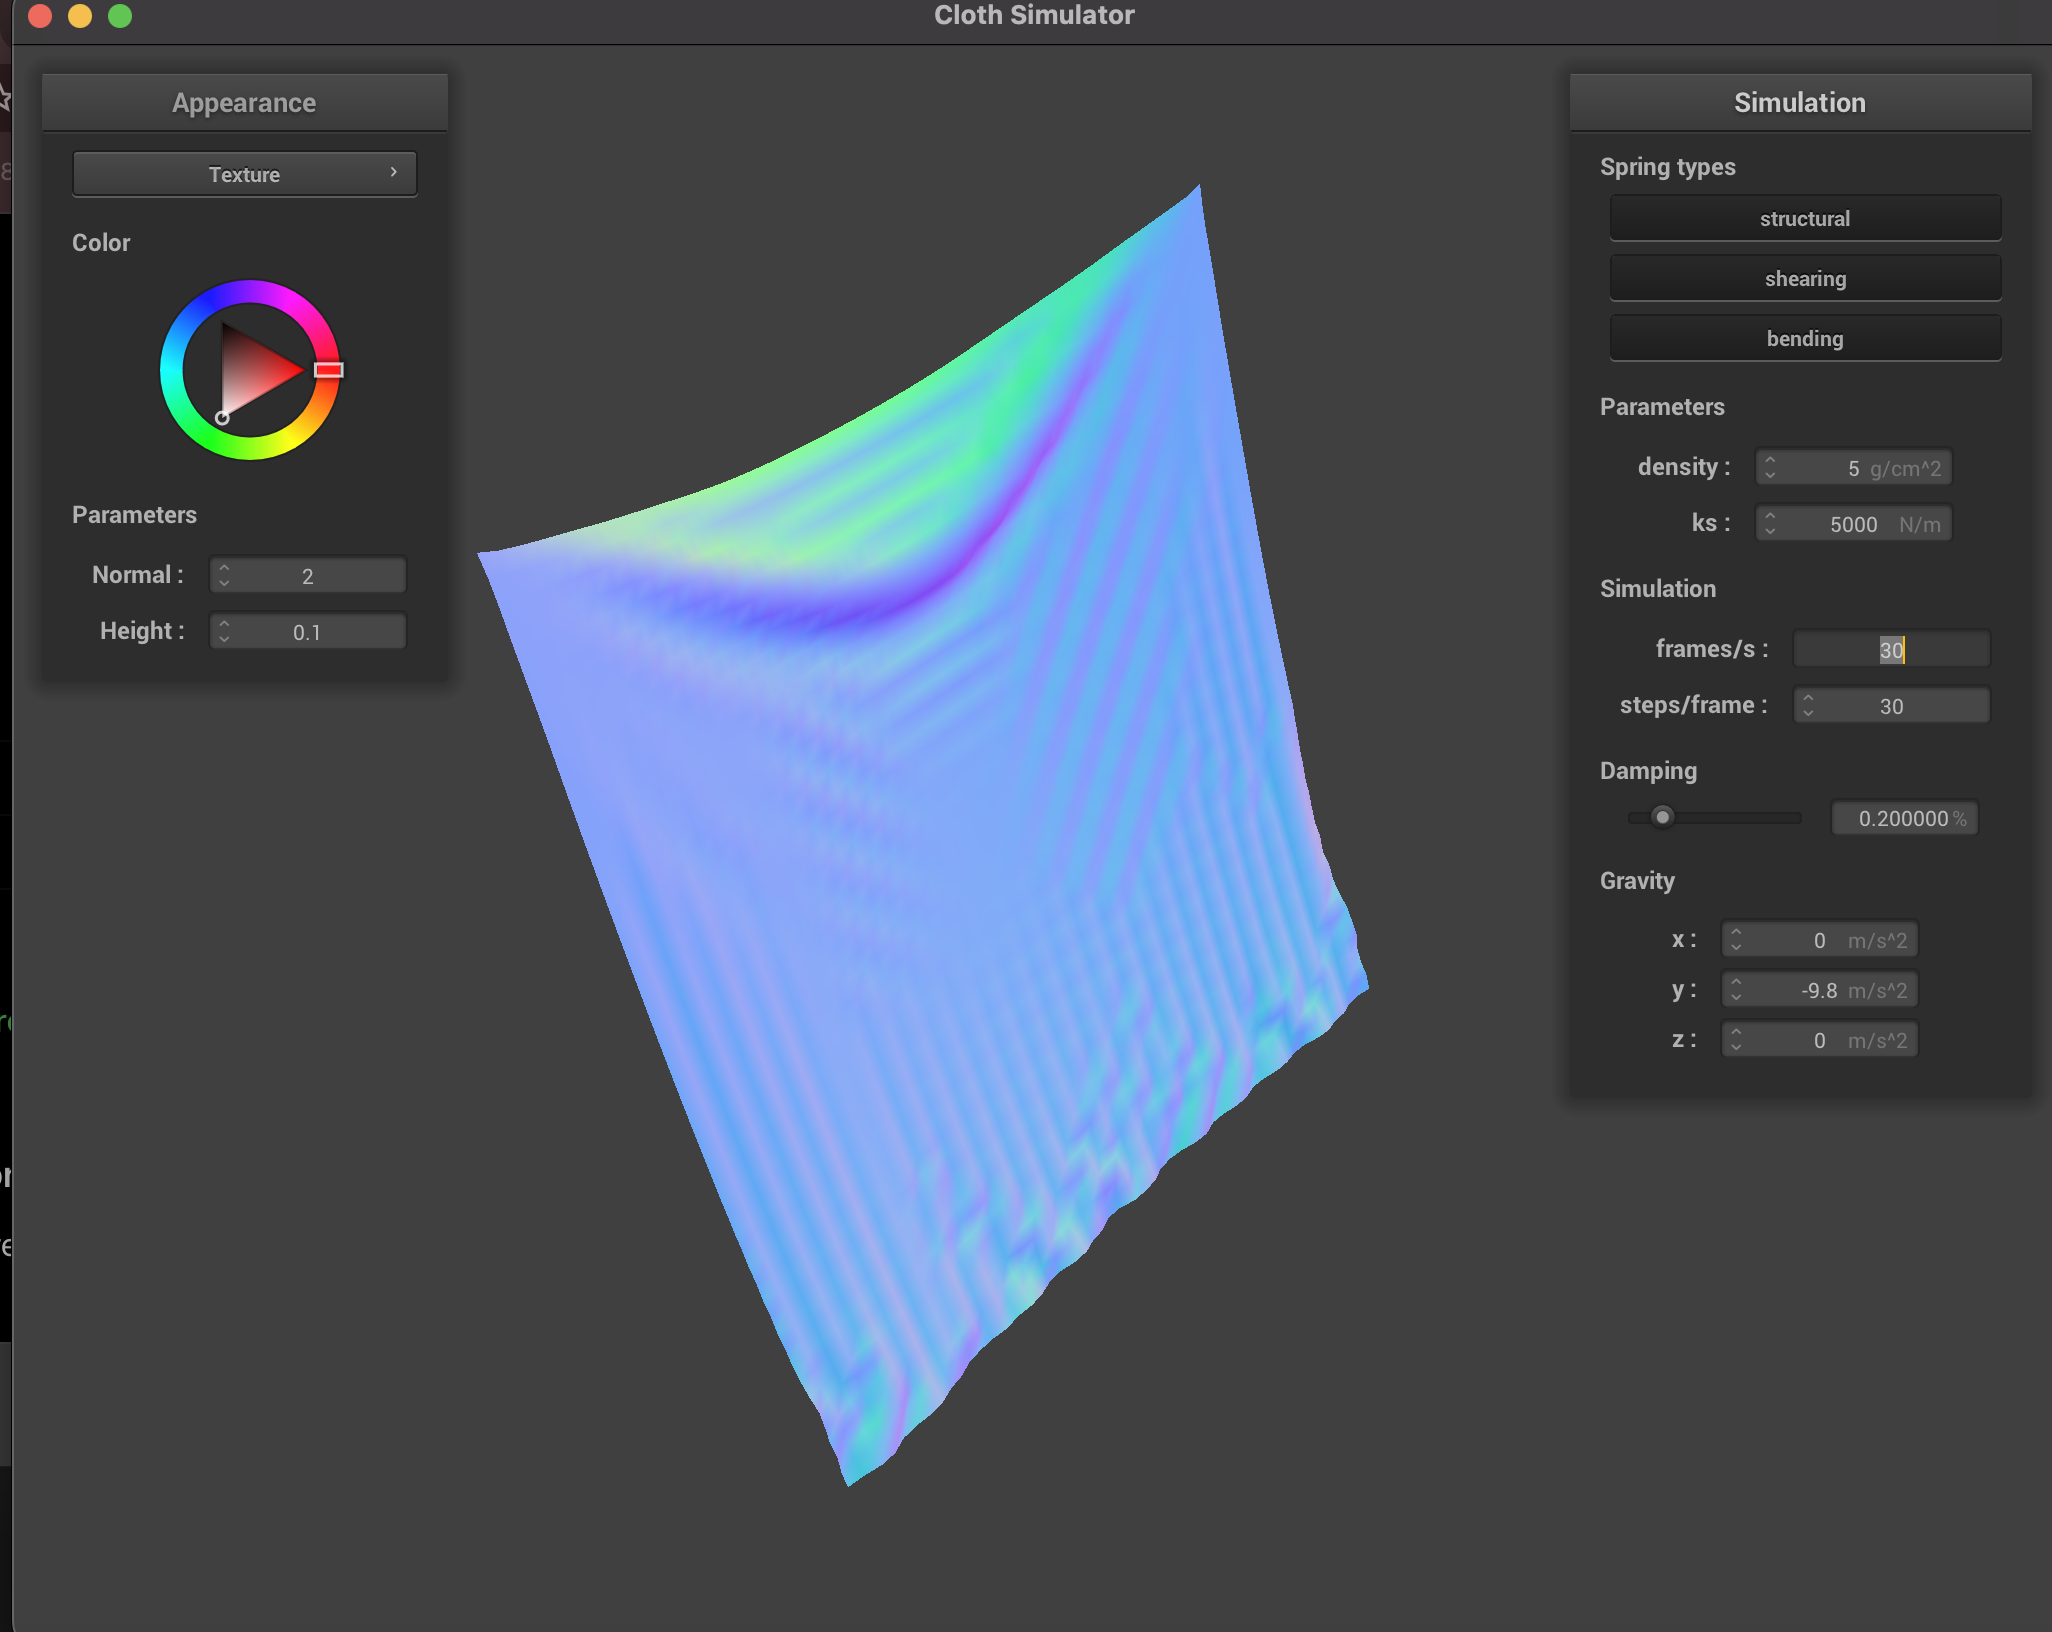 Cloth Simulator
Appearance
Texture
Color
Parameters
Normal : 2
Height : 0.1
Simulation
Spring types
structural
shearing
bending
Parameters
density : 5 g/cm^2
ks : 5000 N/m
Simulation
frames/s : 30
steps/frame : 30
Damping
0.200000 %
Gravity
x : 0 m/s^2
y : -9.8 m/s^2
z : 0 m/s^2